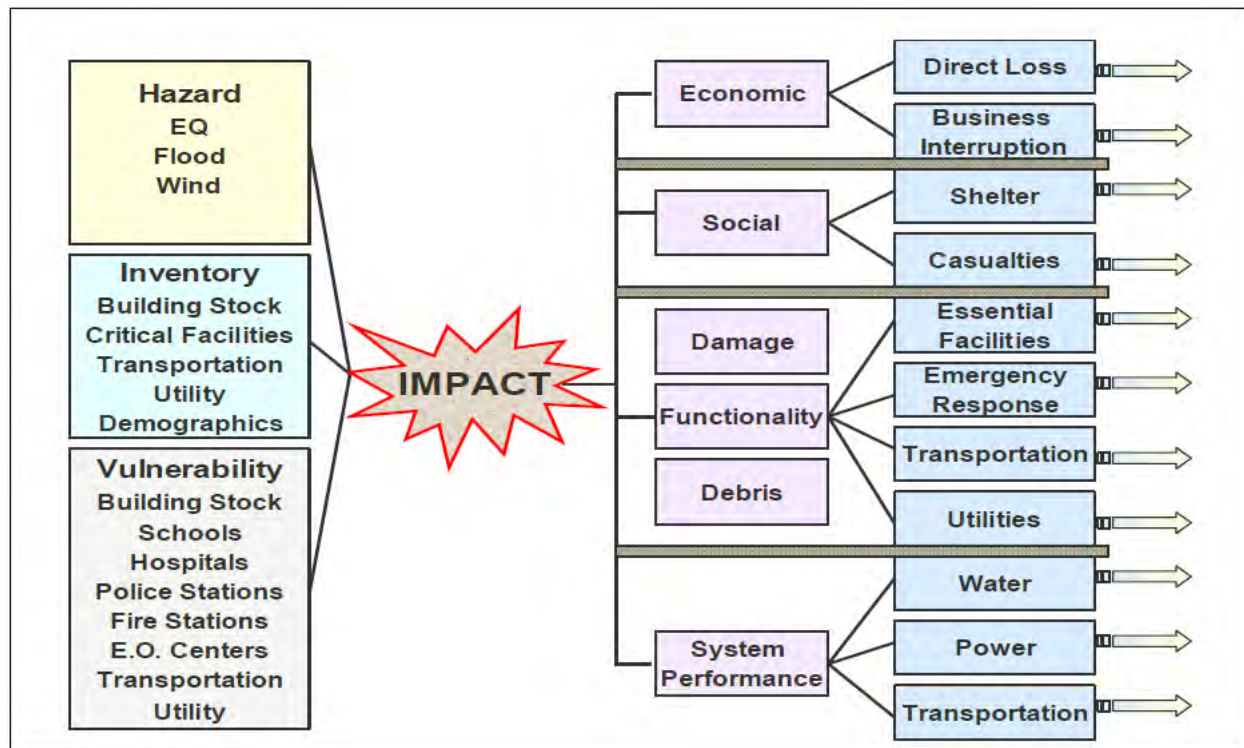 Hazard
EQ
Flood
Wind
Inventory
Building Stock
Critical Facilities
Transportation
Utility
Demographics
Vulnerability
Building Stock
Schools
Hospitals
Police Stations
Fire Stations
E.O. Centers
Transportation
Utility
IMPACT
Economic
Social
Damage
Functionality
Debris
System
Performance
Direct Loss
Business
Interruption
Shelter
Casualties
Essential
Facilities
Emergency
Response
Transportation
Utilities
Water
Power
Transportation